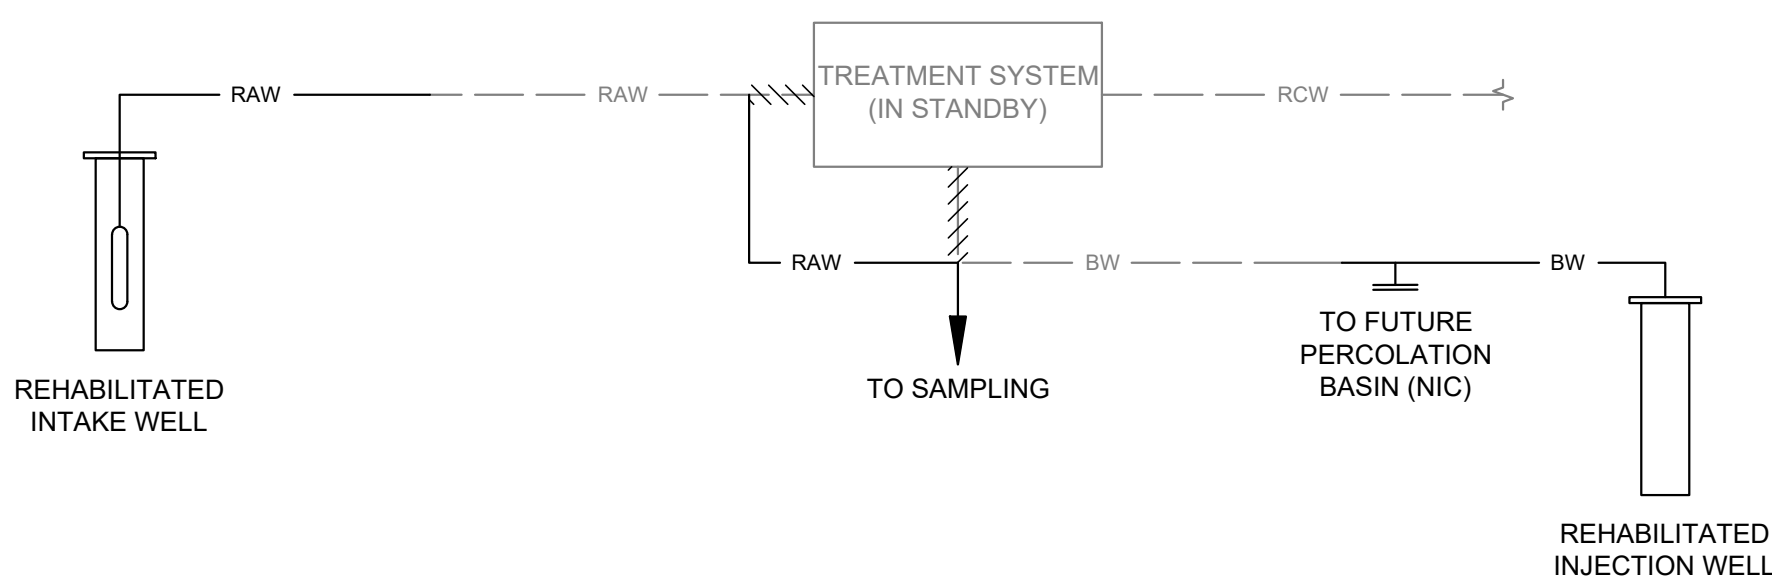 TREATMENT SYSTEM
(IN STANDBY)
RAW
RAW
RCW
RAW
BW
BW
TO SAMPLING
TO FUTURE
PERCOLATION
BASIN (NIC)
REHABILITATED
INTAKE WELL
REHABILITATED
INJECTION WELL